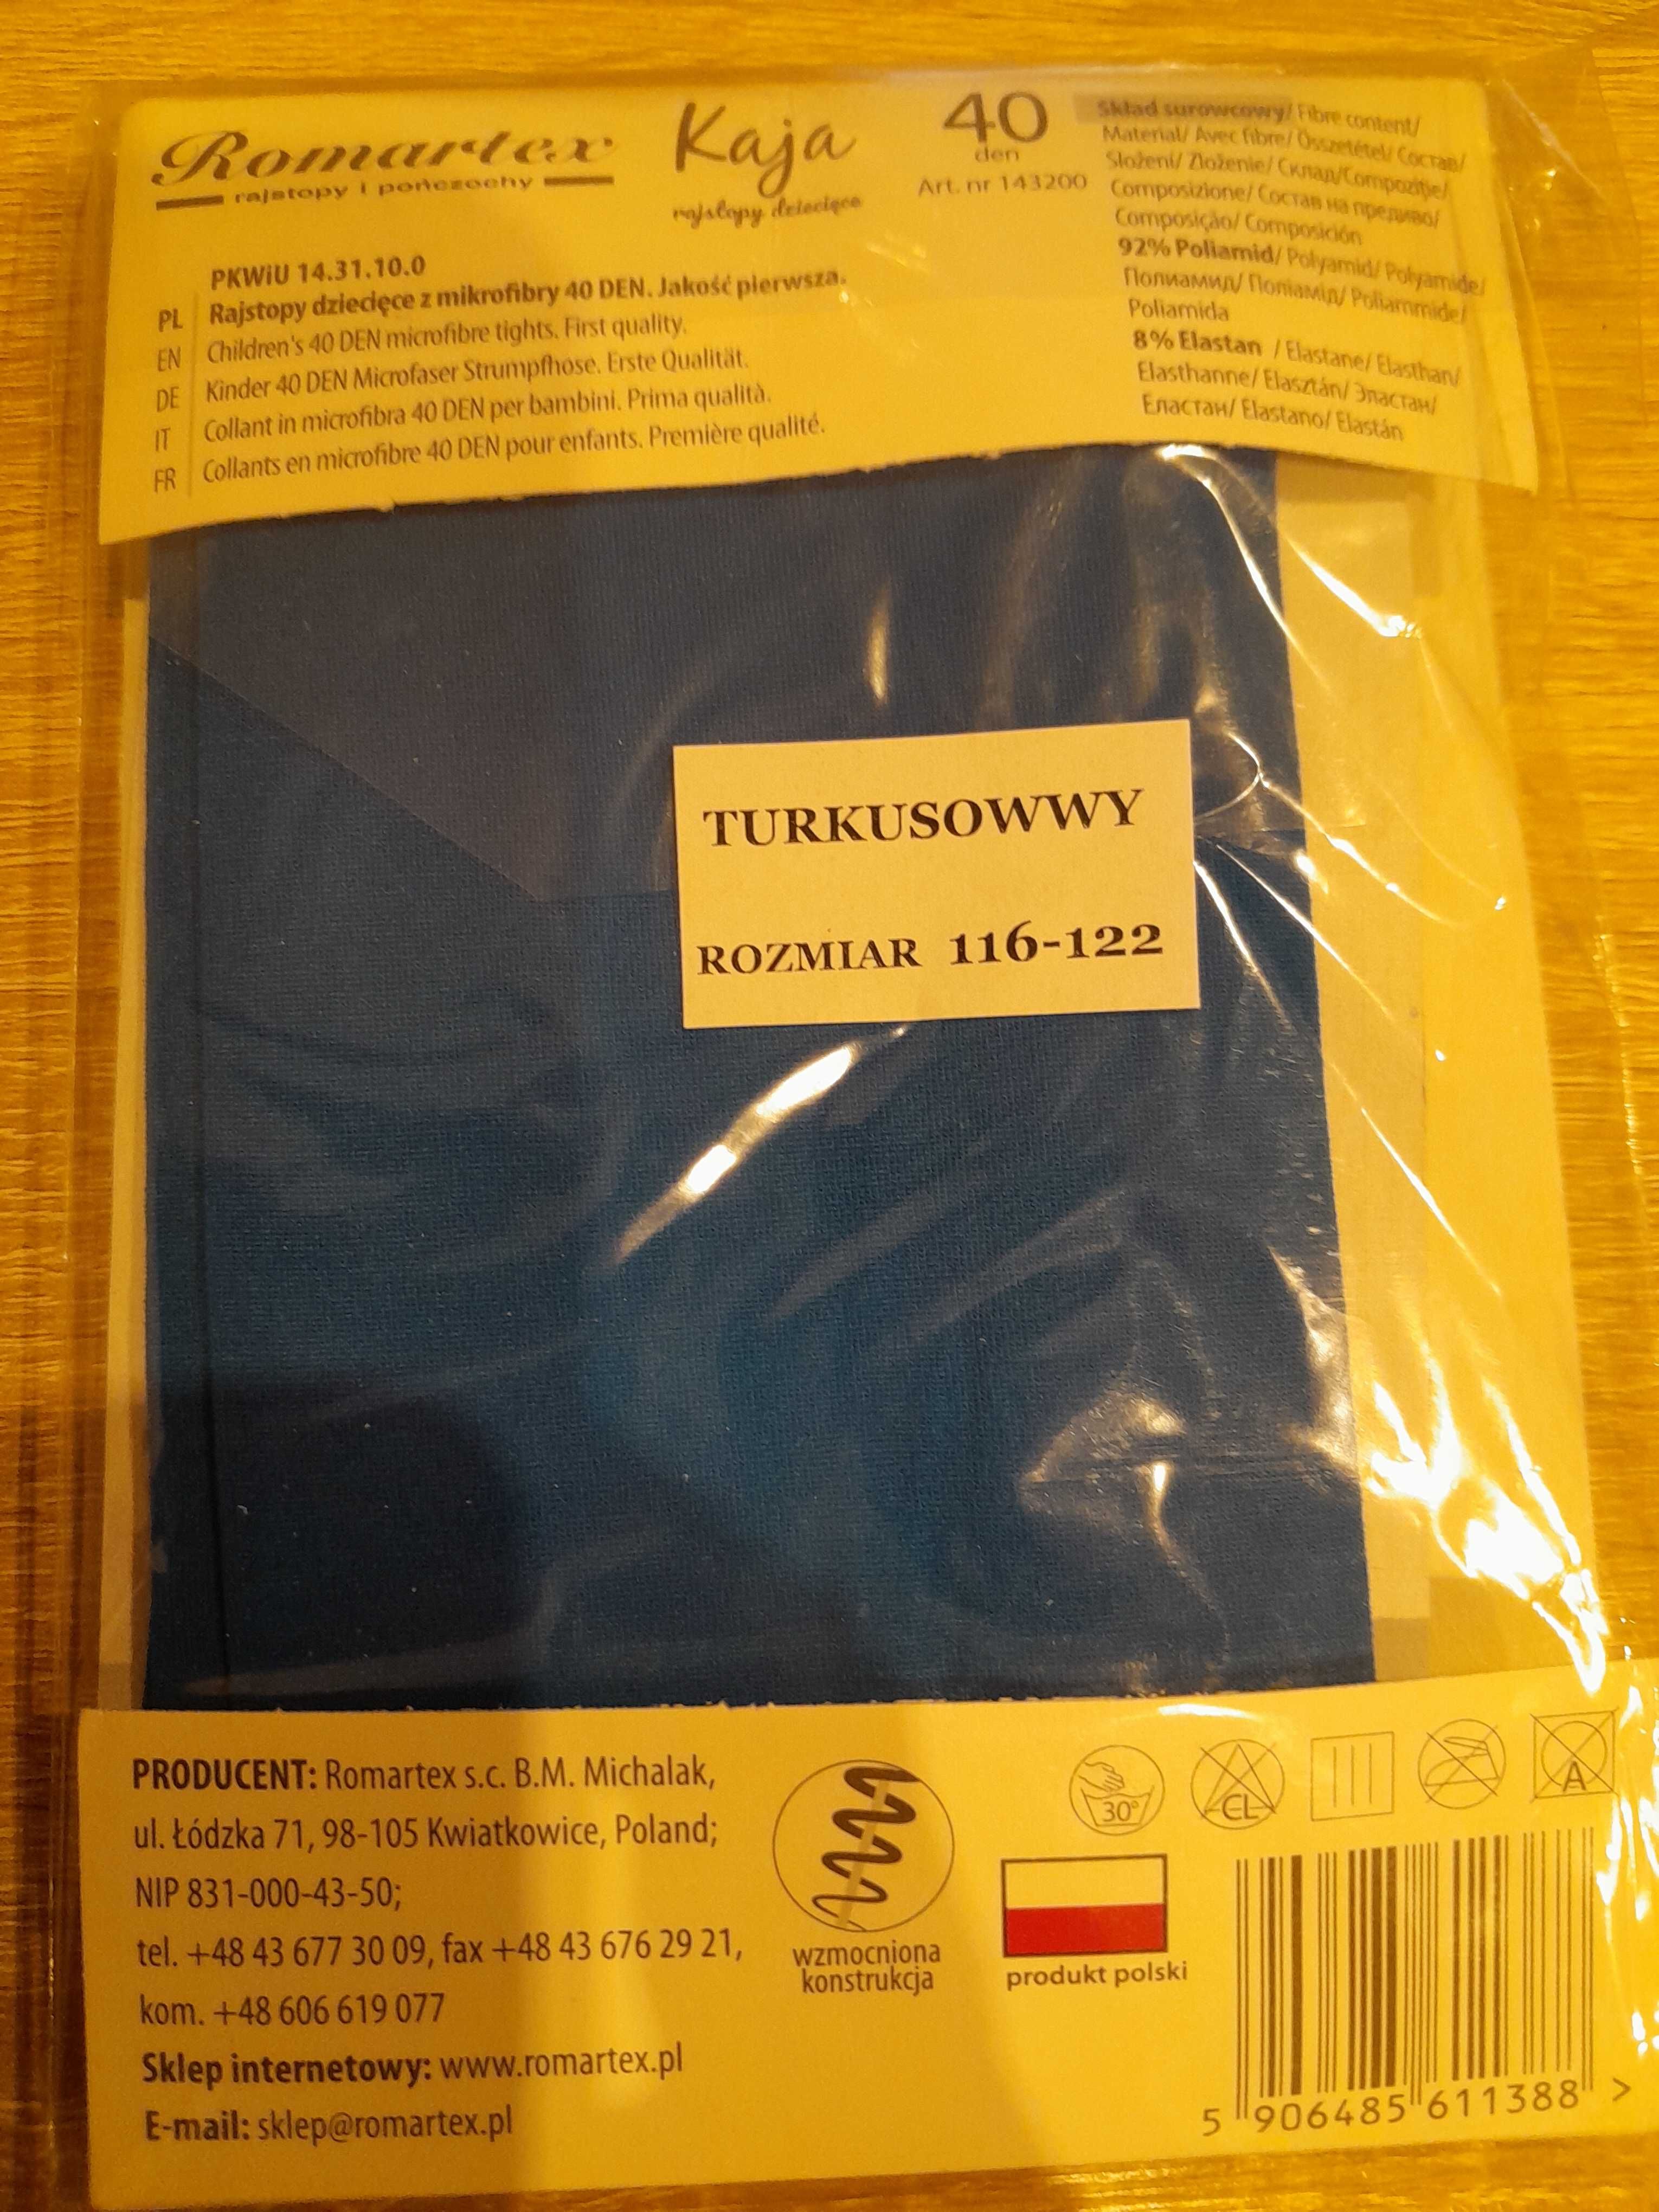 Romartex
rajstopy i pończochy
Kaja
rajstopy dziecięce
40
den
Art. nr 143200
Skład surowcowy/ Fibre content/
Material/ Avec fibre/ Összetétel/ Состав/
Složení/ Zloženie/ Склад/Compoziție/
Composizione/ Состав на предиво/
Composição/ Composición
92% Poliamid/ Polyamid/ Polyamide/
Полиамид/ Поліамід/ Poliammide/
Poliamida
8% Elastan / Elastane/ Elasthan/
Elasthanne/ Elasztán/ Эластан/
Еластан/ Elastano/ Elastán
PKWiU 14.31.10.0
PL Rajstopy dziecięce z mikrofibry 40 DEN. Jakość pierwsza.
EN Children's 40 DEN microfibre tights. First quality.
DE Kinder 40 DEN Microfaser Strumpfhose. Erste Qualität.
IT Collant in microfibra 40 DEN per bambini. Prima qualità.
FR Collants en microfibre 40 DEN pour enfants. Première qualité.
TURKUSOWWY
ROZMIAR 116-122
PRODUCENT: Romartex s.c. B.M. Michalak,
ul. Łódzka 71, 98-105 Kwiatkowice, Poland;
NIP 831-000-43-50;
tel. +48 43 677 30 09, fax +48 43 676 29 21,
kom. +48 606 619 077
Sklep internetowy: www.romartex.pl
E-mail: sklep@romartex.pl
wzmocniona
konstrukcja
produkt polski
30°
CL
A
5 906485 611388 >